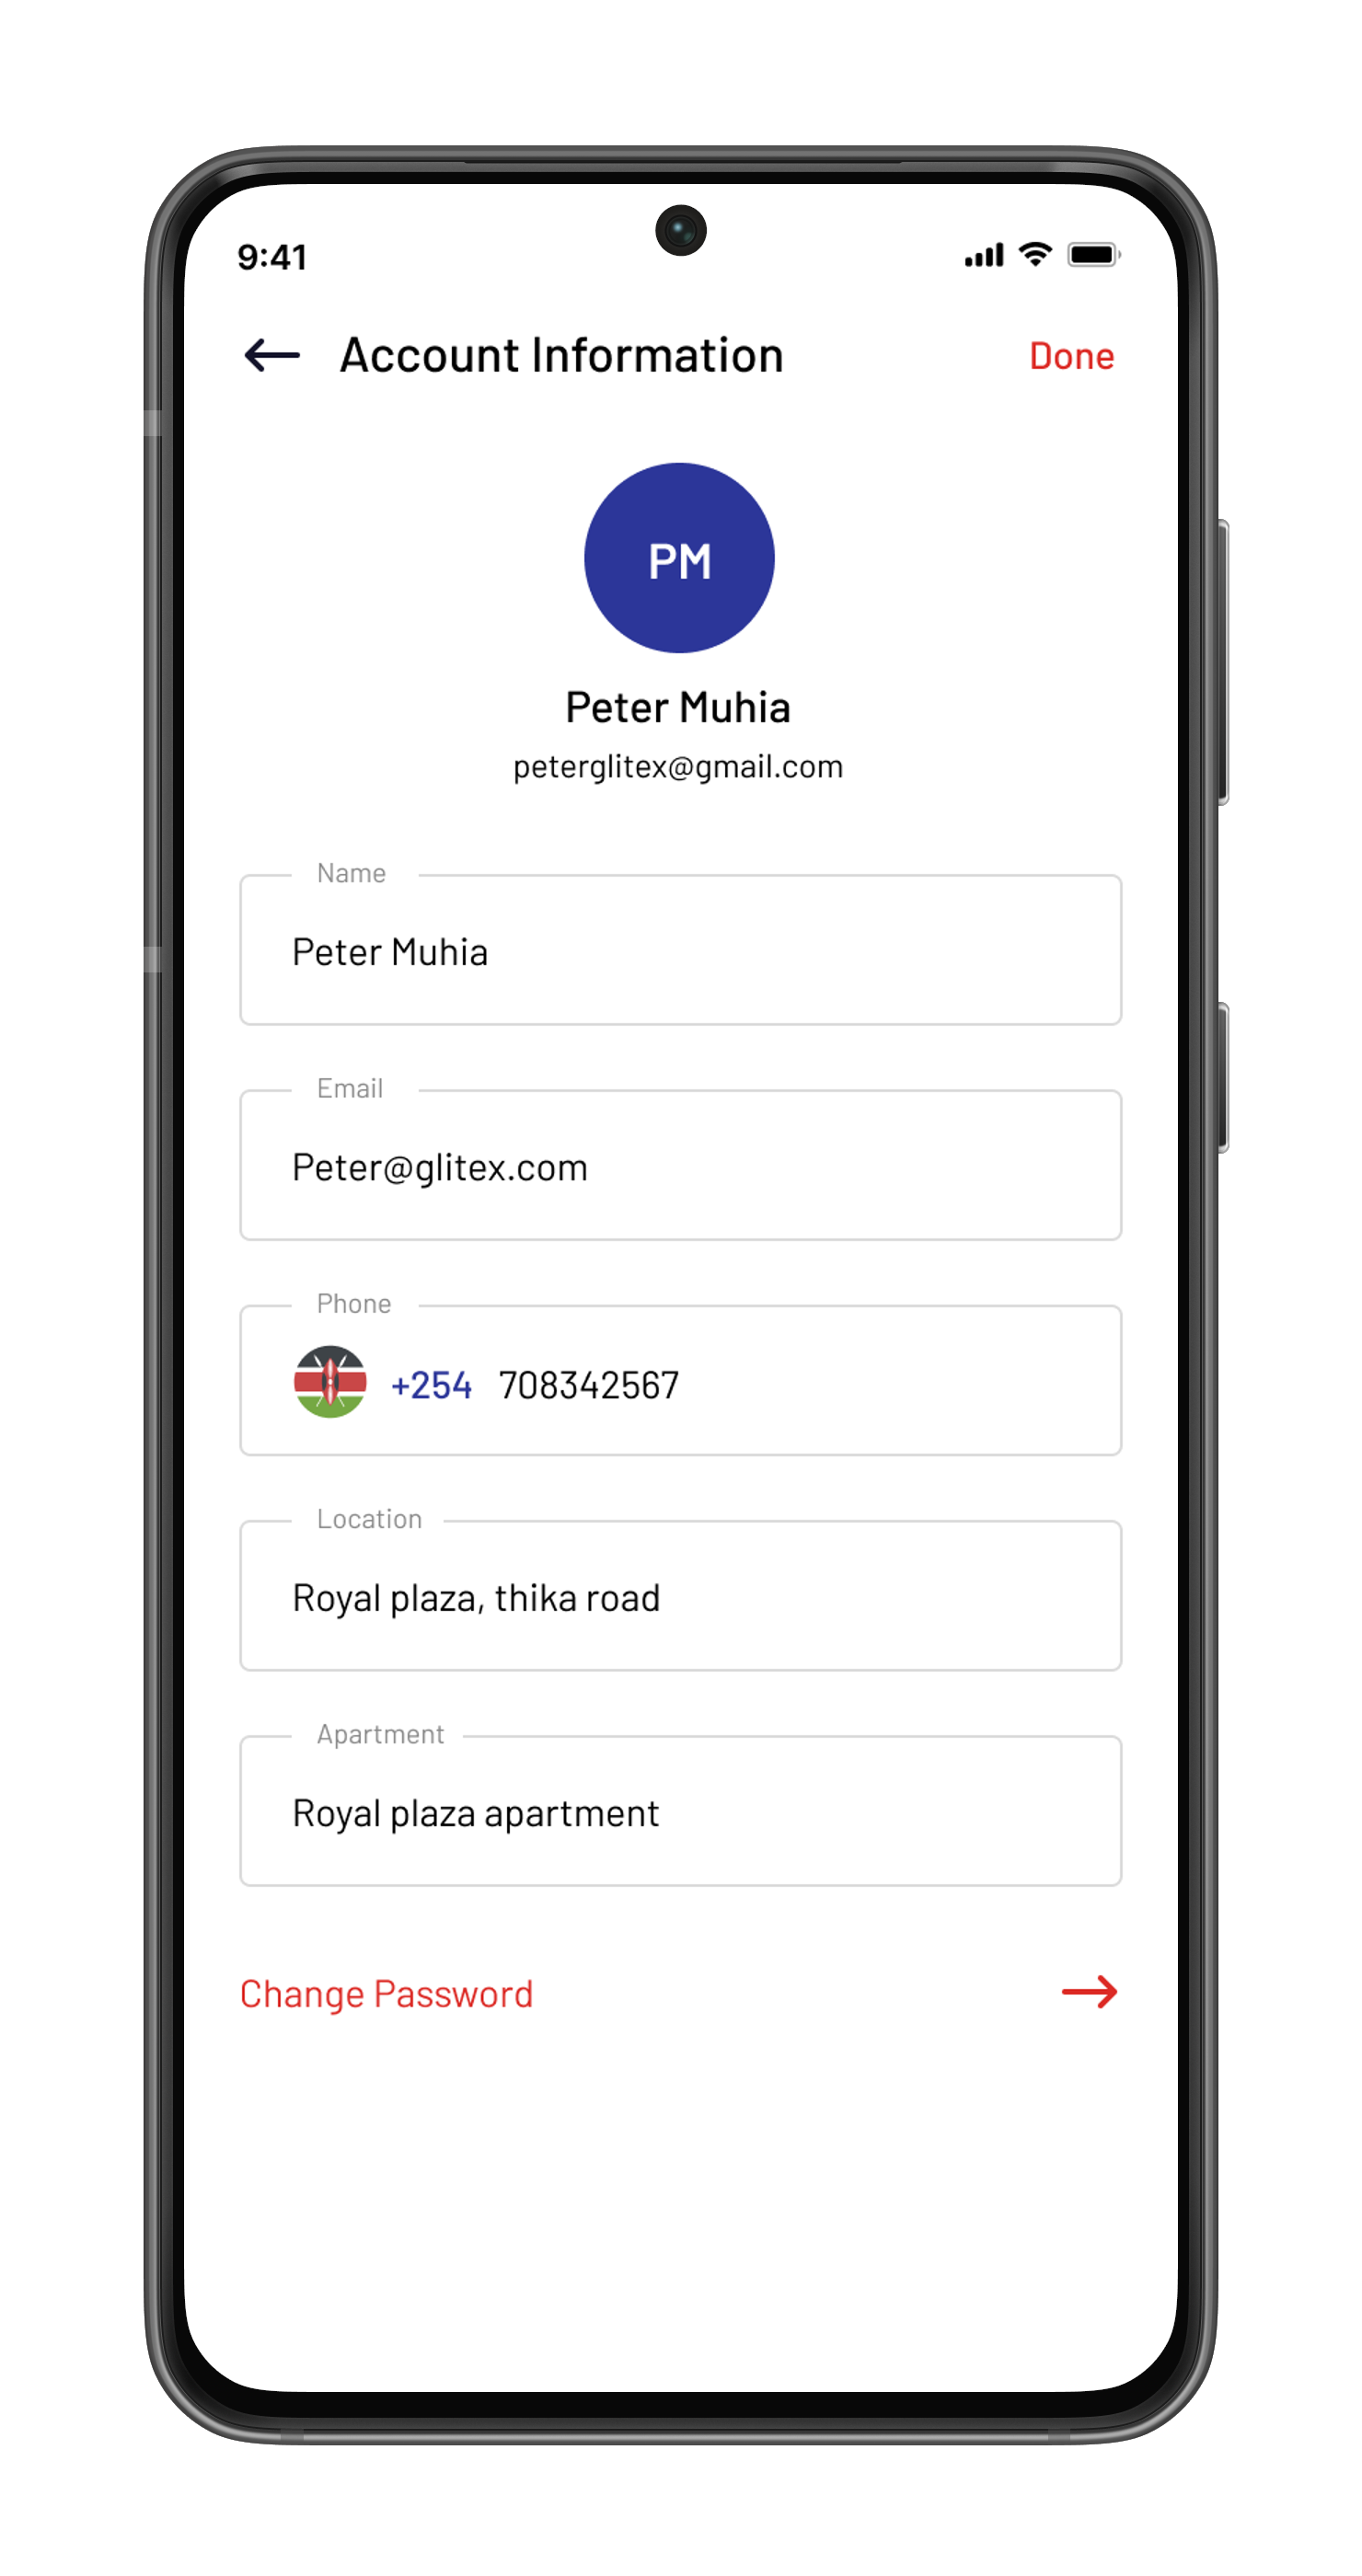 9:41
Account Information
Done
PM
Peter Muhia
peterglitex@gmail.com
Name
Peter Muhia
Email
Peter@glitex.com
Phone
+254 708342567
Location
Royal plaza, thika road
Apartment
Royal plaza apartment
Change Password